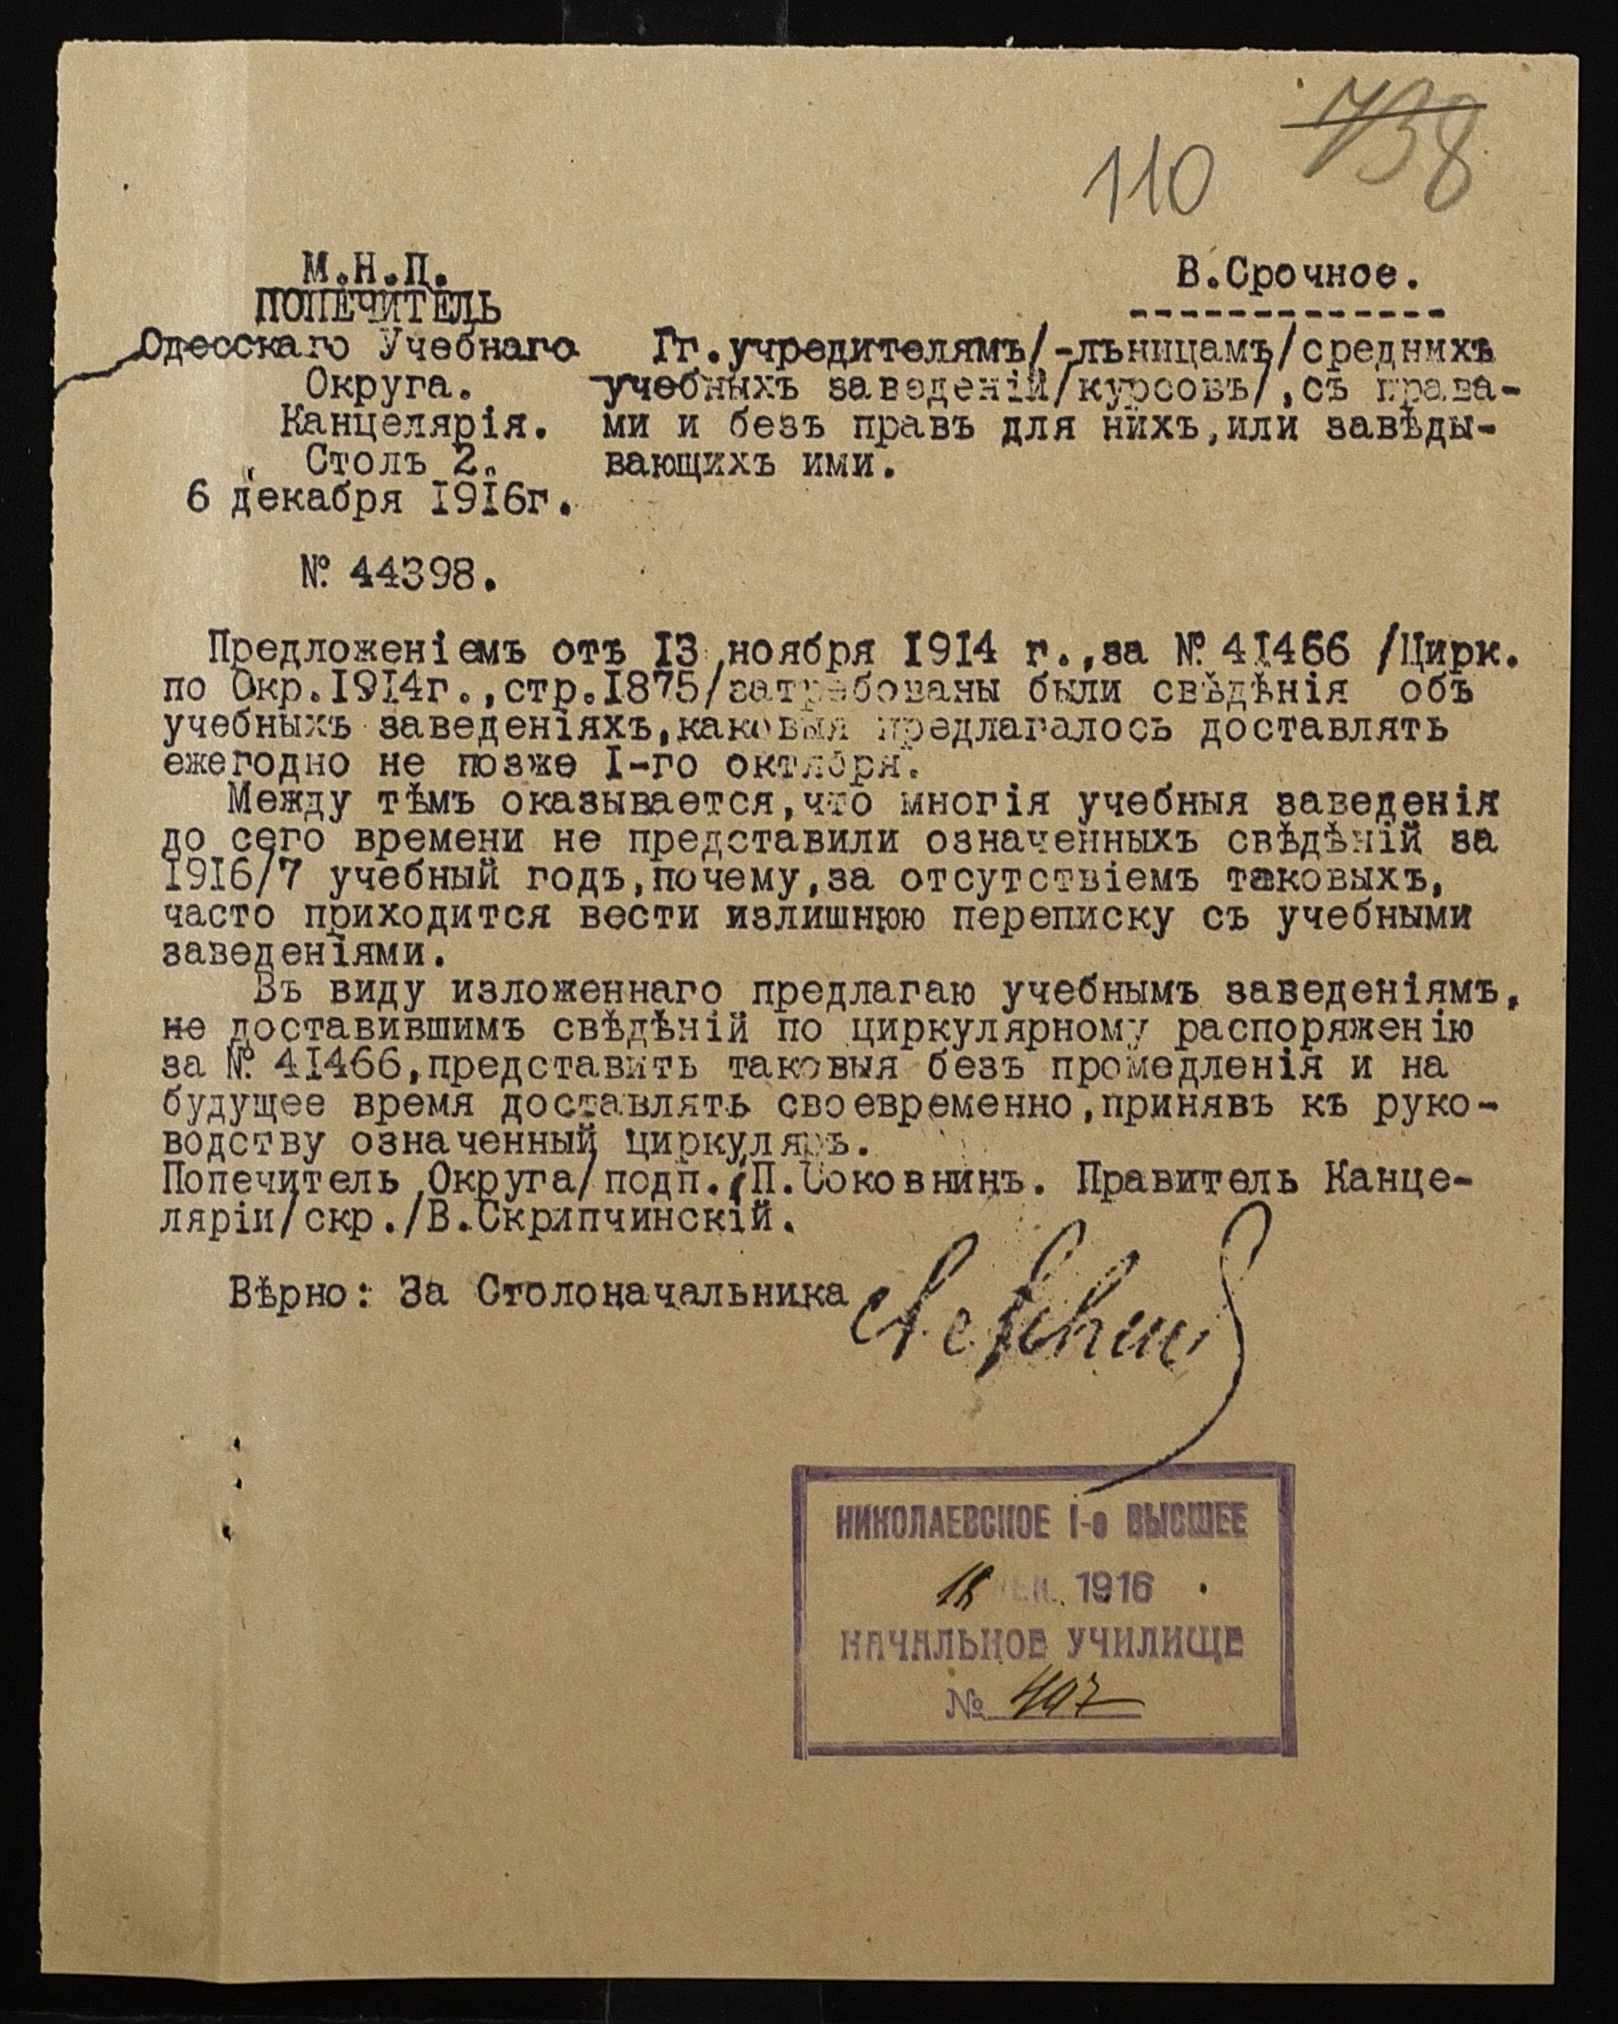 738
110
М.Н.П.
ПОПЕЧИТЕЛЬ
Одесскаго Учебнаго
Округа.
Канцелярія.
Столъ 2.
6 декабря 1916г.
№ 44398.
В.Срочное.
Гг.учредителямъ/-льницамъ/среднихъ
учебныхъ заведеній/курсовъ/,съ права-
ми и безъ правъ для нихъ,или завѣды-
вающихъ ими.
Предложеніемъ отъ 13 ноября 1914 г.,за № 41466 /Цирк.
по Окр.1914г.,стр.1875/затребованы были свѣдѣнія объ
учебныхъ заведеніяхъ,каковыя предлагалось доставлять
ежегодно не позже I-го октября.
Между тѣмъ оказывается,что многія учебныя заведенія
до сего времени не представили означенныхъ свѣдѣній за
1916/7 учебный годъ,почему,за отсутствіемъ таковыхъ,
часто приходится вести излишнюю переписку съ учебными
заведеніями.
Въ виду изложеннаго предлагаю учебнымъ заведеніямъ,
не доставившимъ свѣдѣній по циркулярному распоряженію
за № 41466,представить таковыя безъ промедленія и на
будущее время доставлять своевременно,принявъ къ руко-
водству означенный циркуляръ.
Попечитель Округа/подп./П.Соковнинъ. Правитель Канце-
ляріи/скр./В.Скрипчинскій.
Вѣрно: За Столоначальника
НИКОЛАЕВСКОЕ I-е ВЫСШЕЕ
ДЕК. 1916
НАЧАЛЬНОЕ УЧИЛИЩЕ
№ 407